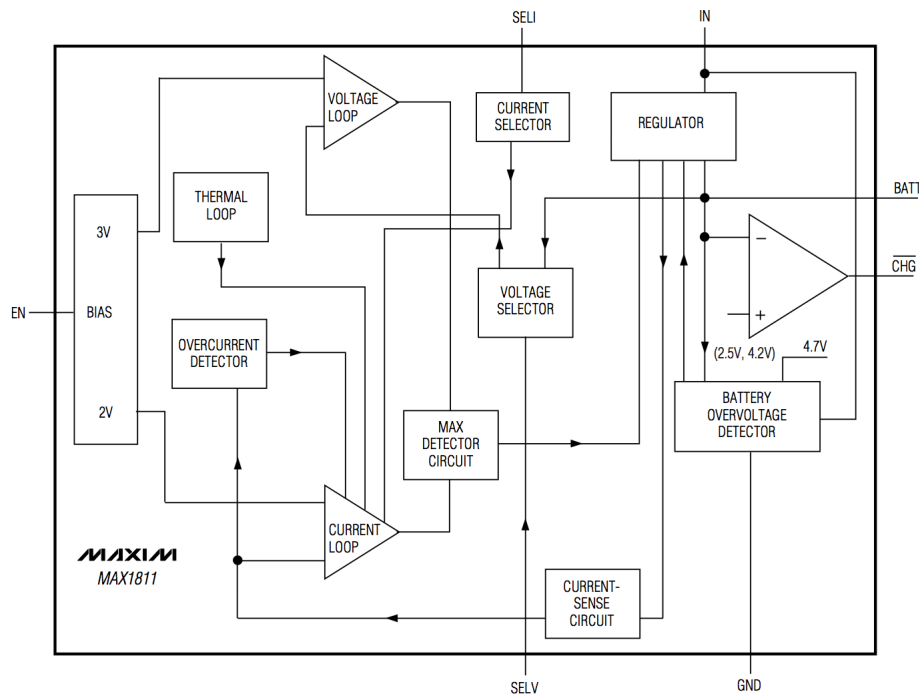 SELI
IN
VOLTAGE
LOOP
CURRENT
SELECTOR
REGULATOR
THERMAL
LOOP
BATT
3V
−
CHG
VOLTAGE
SELECTOR
EN
BIAS
+
(2.5V, 4.2V)
4.7V
OVERCURRENT
DETECTOR
2V
MAX
DETECTOR
CIRCUIT
BATTERY
OVERVOLTAGE
DETECTOR
CURRENT
LOOP
MAXIM
MAX1811
CURRENT-
SENSE
CIRCUIT
SELV
GND